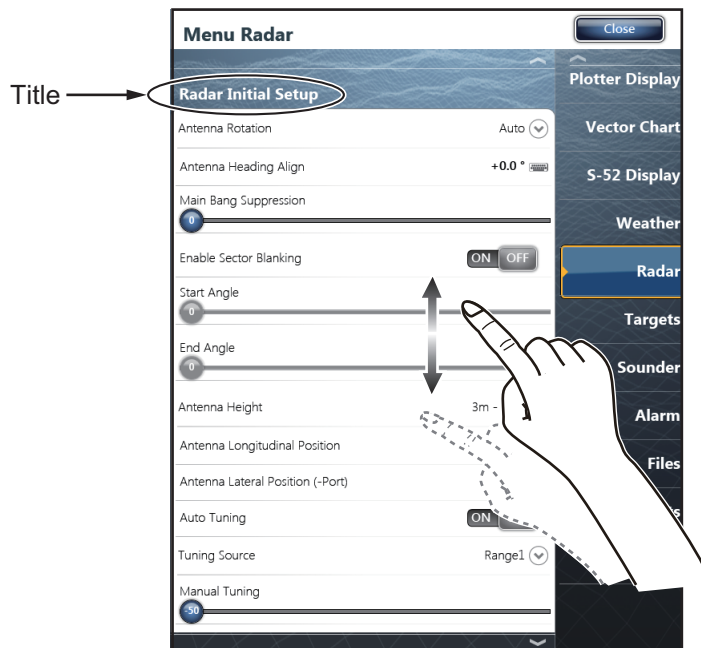 Menu Radar
Close
Title
Radar Initial Setup
Antenna Rotation Auto
Antenna Heading Align +0.0 °
Main Bang Suppression
0
Enable Sector Blanking ON OFF
Start Angle
0
End Angle
0
Antenna Height 3m -
Antenna Longitudinal Position
Antenna Lateral Position (-Port)
Auto Tuning ON
Tuning Source Range1
Manual Tuning
-50
Plotter Display
Vector Chart
S-52 Display
Weather
Radar
Targets
Sounder
Alarm
Files